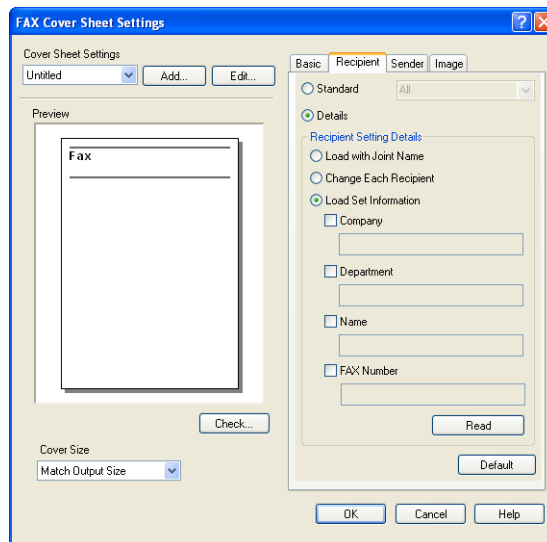 FAX Cover Sheet Settings
Cover Sheet Settings
Untitled
Add...
Edit...
Preview
Fax
Check...
Cover Size
Match Output Size
Basic
Recipient
Sender
Image
Standard
All
Details
Recipient Setting Details
Load with Joint Name
Change Each Recipient
Load Set Information
Company
Department
Name
FAX Number
Read
Default
OK
Cancel
Help